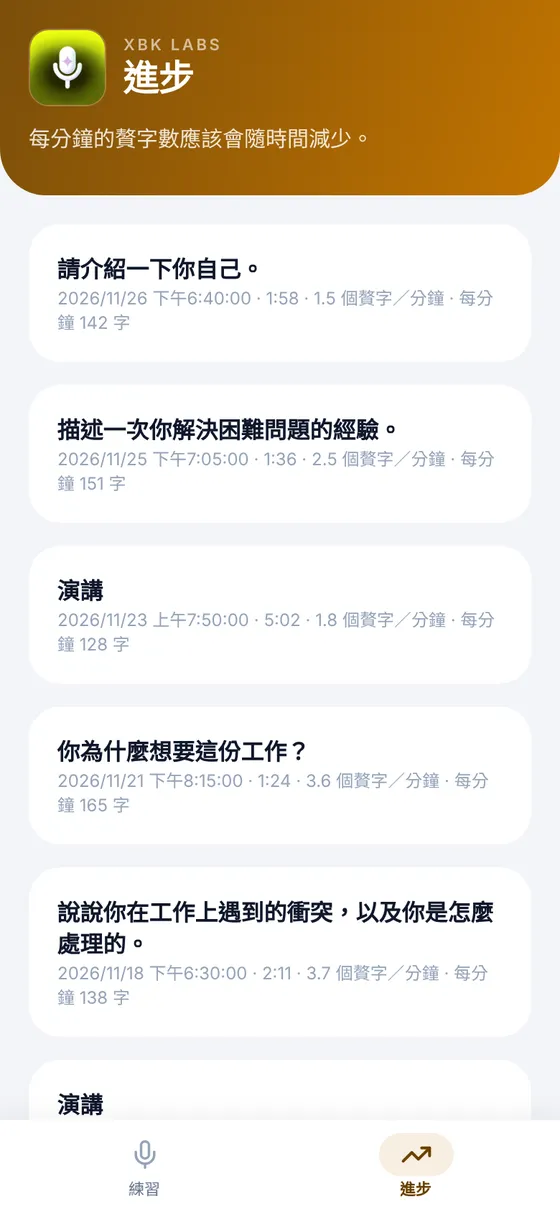 XBK LABS
進步
每分鐘的贅字數應該會隨時間減少。
請介紹一下你自己。
2026/11/26 下午6:40:00 · 1:58 · 1.5 個贅字／分鐘 · 每分
鐘 142 字
描述一次你解決困難問題的經驗。
2026/11/25 下午7:05:00 · 1:36 · 2.5 個贅字／分鐘 · 每分
鐘 151 字
演講
2026/11/23 上午7:50:00 · 5:02 · 1.8 個贅字／分鐘 · 每分
鐘 128 字
你為什麼想要這份工作？
2026/11/21 下午8:15:00 · 1:24 · 3.6 個贅字／分鐘 · 每分
鐘 165 字
說說你在工作上遇到的衝突，以及你是怎麼
處理的。
2026/11/18 下午6:30:00 · 2:11 · 3.7 個贅字／分鐘 · 每分
鐘 138 字
演講
練習
進步